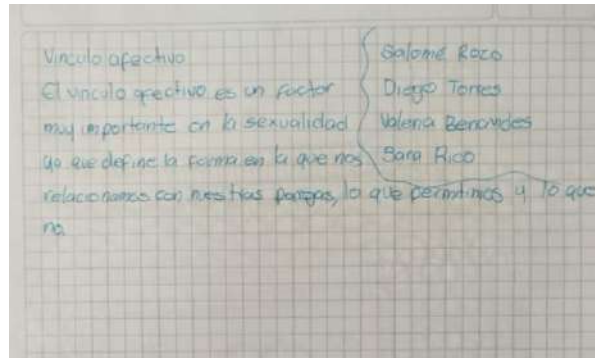 Vinculo afectivo
El vinculo afectivo es un factor
muy importante en la sexualidad
ya que define la forma en la que nos
relacionamos con nuestras parejas, lo que permitimos y lo que
no.
Salomé Rozo
Diego Torres
Valeria Benavides
Sara Rico